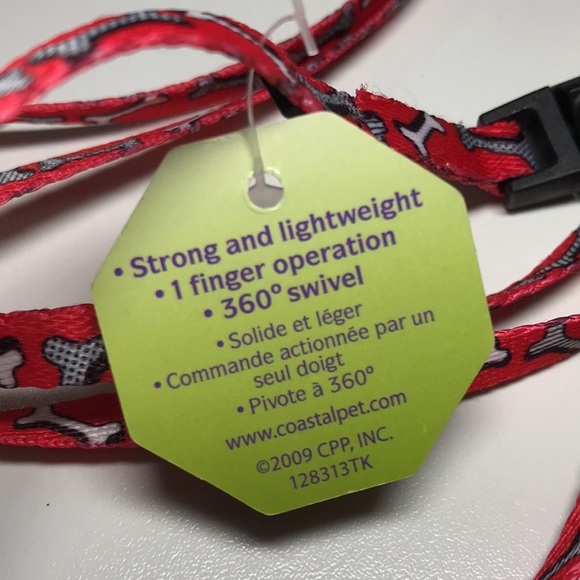 • Strong and lightweight
• 1 finger operation
• 360° swivel
• Solide et léger
• Commande actionnée par un
seul doigt
• Pivote à 360°
www.coastalpet.com
©2009 CPP, INC.
128313TK